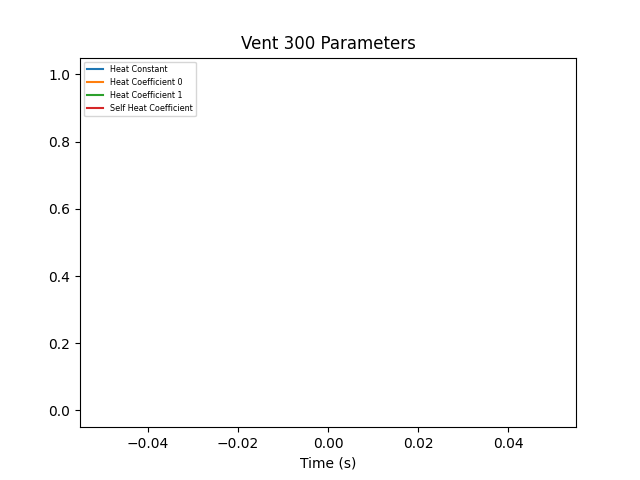 Vent 300 Parameters
Heat Constant
Heat Coefficient 0
Heat Coefficient 1
Self Heat Coefficient
1.0
0.8
0.6
0.4
0.2
0.0
−0.04 −0.02 0.00 0.02 0.04
Time (s)